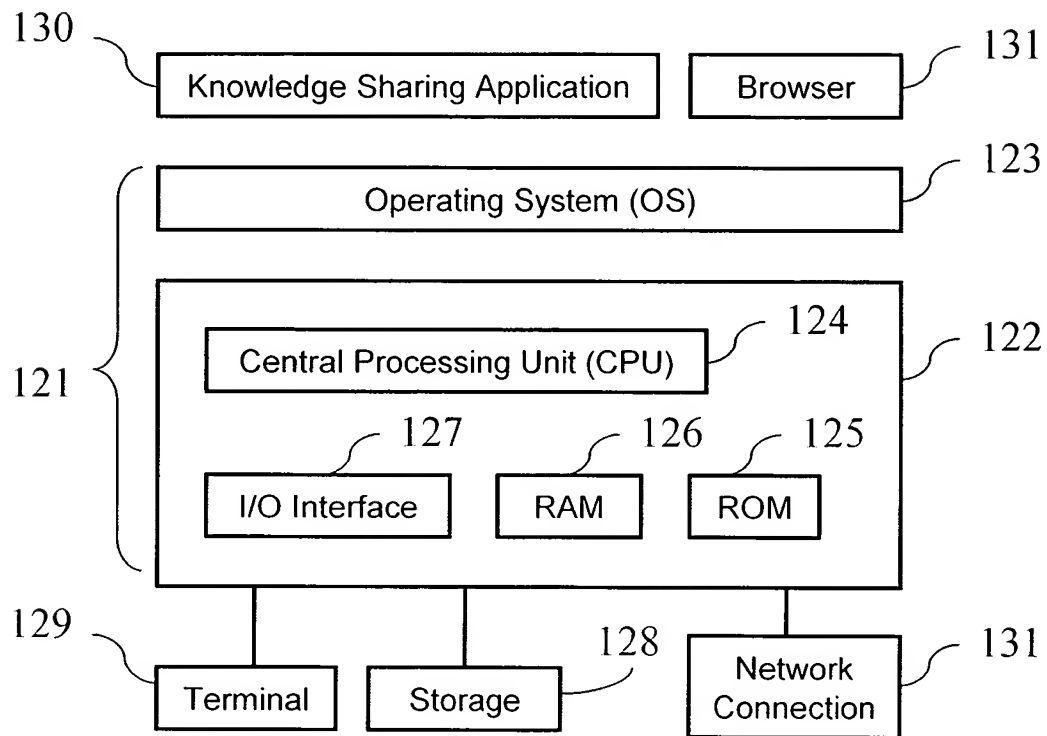 130
131
Knowledge Sharing Application
Browser
123
Operating System (OS)
124
122
Central Processing Unit (CPU)
121
127
126
125
I/O Interface
RAM
ROM
129
128
131
Terminal
Storage
Network
Connection